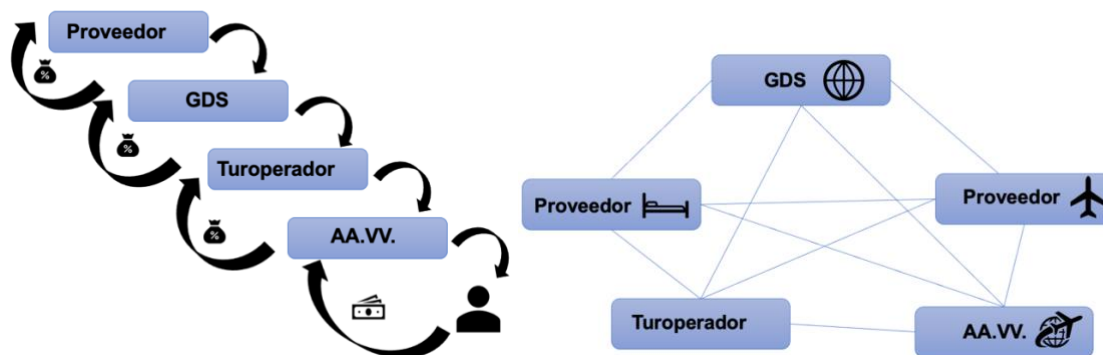 Proveedor
%
GDS
%
Turoperador
%
AA.VV.
GDS
Proveedor
Proveedor
Turoperador
AA.VV.